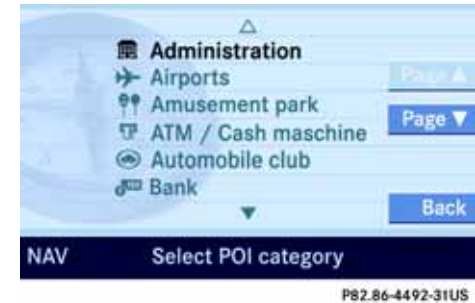 Administration
Airports
Page ▲
Amusement park
Page ▼
ATM / Cash maschine
Automobile club
Bank
Back
NAV Select POI category
P82.86-4492-31US